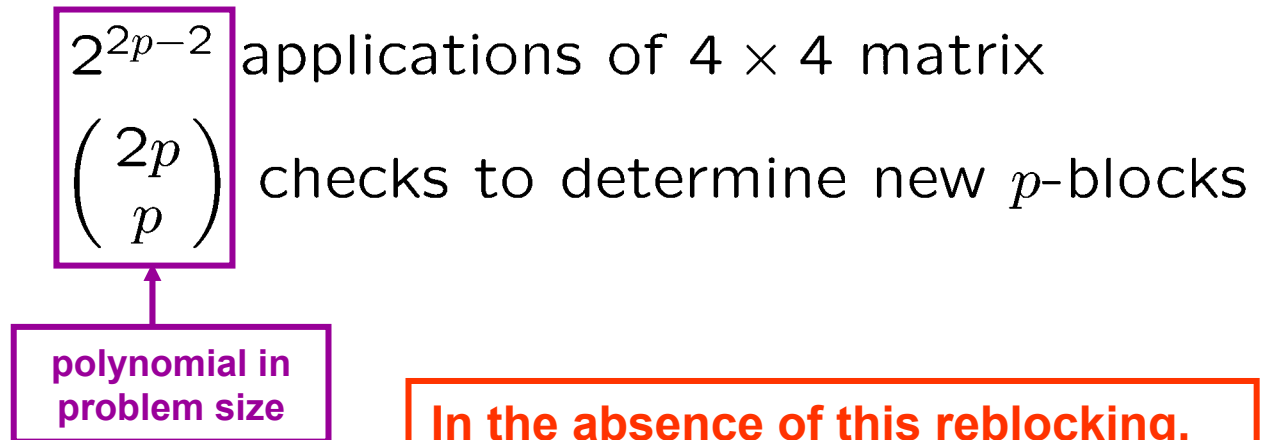 $2^{2p-2}$ applications of 4 × 4 matrix
$\binom{2p}{p}$ checks to determine new $p$-blocks
polynomial in
problem size
In the absence of this reblocking,